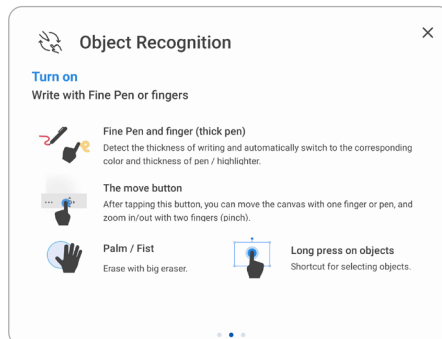 Object Recognition
Turn on
Write with Fine Pen or fingers
Fine Pen and finger (thick pen)
Detect the thickness of writing and automatically switch to the corresponding
color and thickness of pen / highlighter.
The move button
After tapping this button, you can move the canvas with one finger or pen, and
zoom in/out with two fingers (pinch).
Palm / Fist
Erase with big eraser.
Long press on objects
Shortcut for selecting objects.